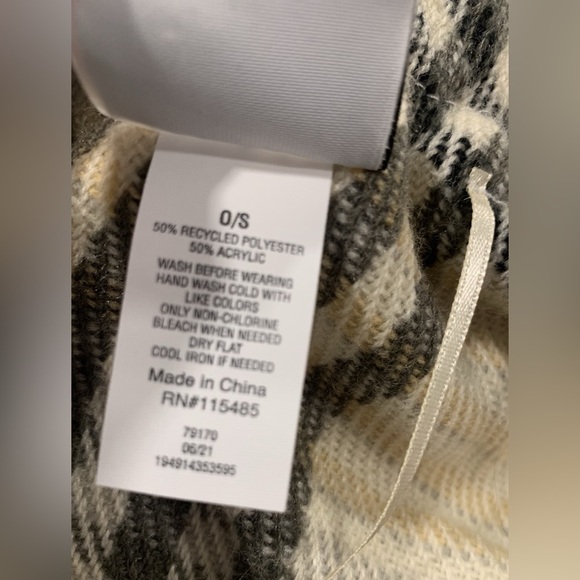 O/S
50% RECYCLED POLYESTER
50% ACRYLIC
WASH BEFORE WEARING
HAND WASH COLD WITH
LIKE COLORS
ONLY NON-CHLORINE
BLEACH WHEN NEEDED
DRY FLAT
COOL IRON IF NEEDED
Made in China
RN#115485
79170
06/21
194914353595